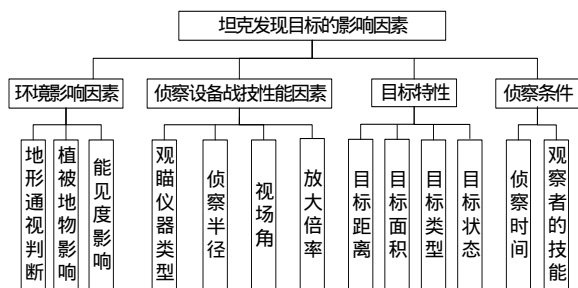 坦克发现目标的影响因素
环境影响因素
侦察设备战技性能因素
目标特性
侦察条件
地形通视判断
植被地物影响
能见度影响
观瞄仪器类型
侦察半径
视场角
放大倍率
目标距离
目标面积
目标类型
目标状态
侦察时间
观察者的技能